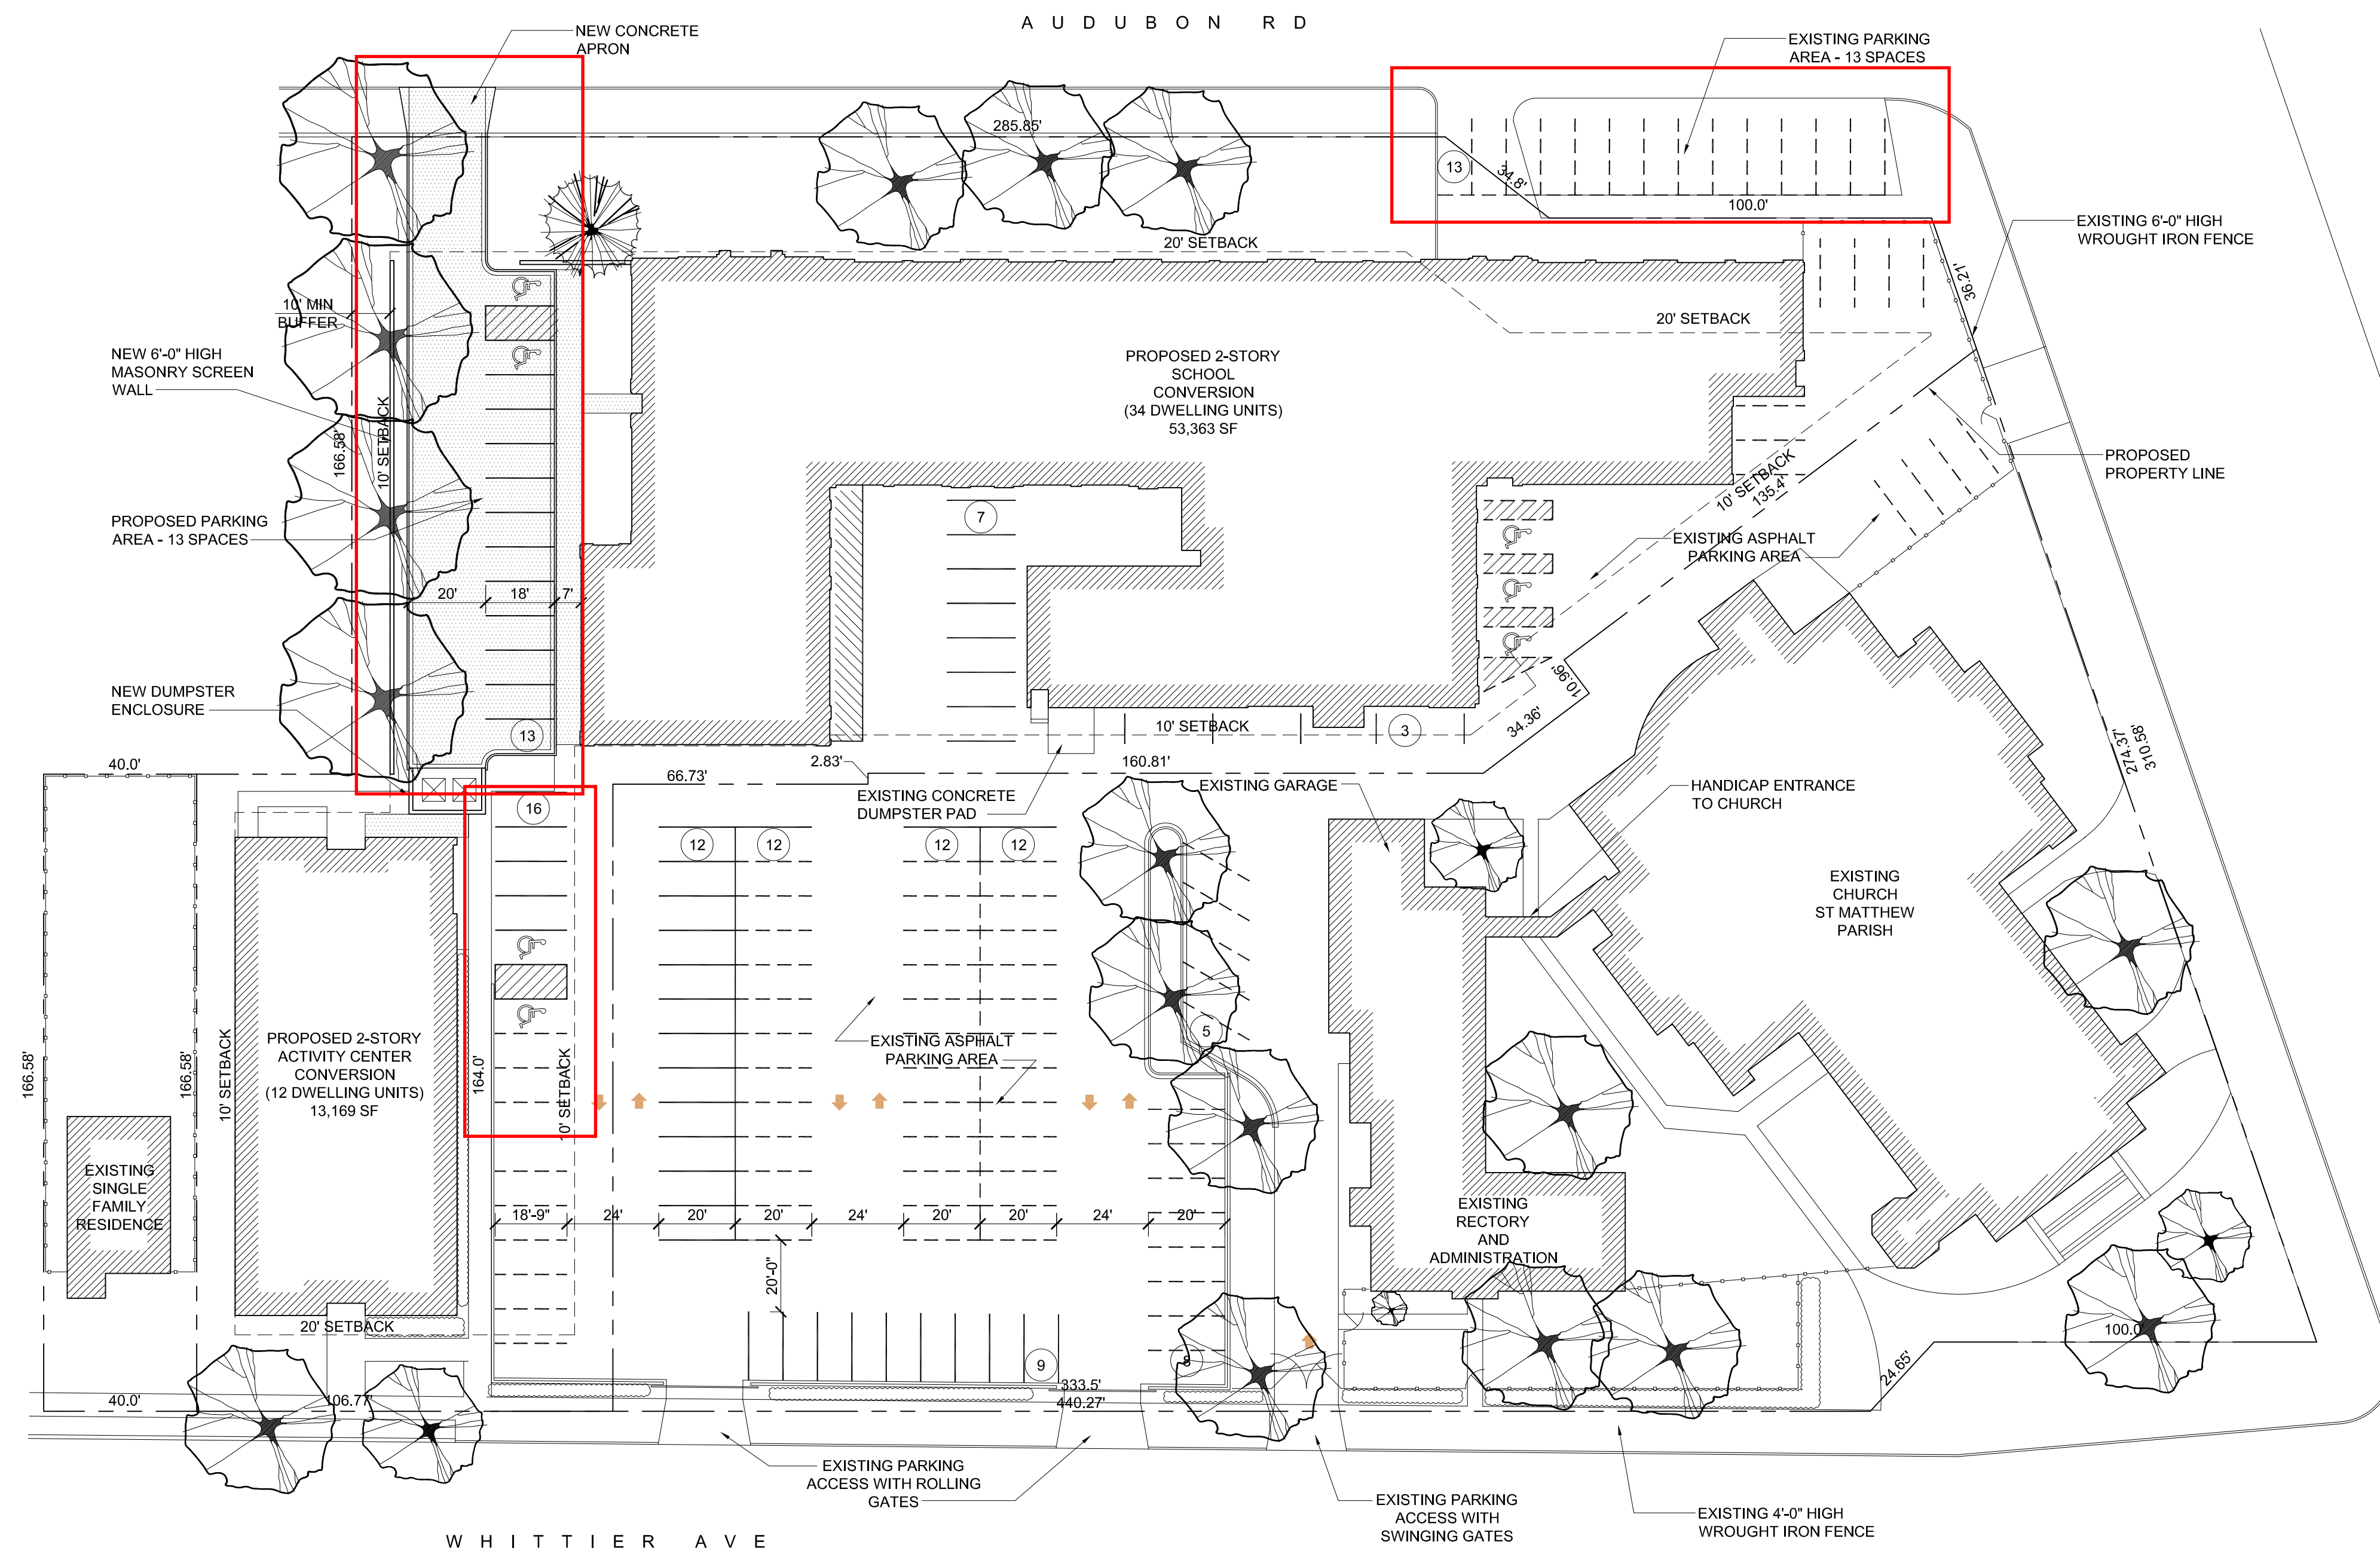 A U D U B O N R D
NEW CONCRETE
APRON
EXISTING PARKING
AREA - 13 SPACES
285.85'
13
34.8'
100.0'
EXISTING 6'-0" HIGH
WROUGHT IRON FENCE
20' SETBACK
36.21'
10' MIN
BUFFER
20' SETBACK
NEW 6'-0" HIGH
MASONRY SCREEN
WALL
PROPOSED 2-STORY
SCHOOL
CONVERSION
(34 DWELLING UNITS)
53,363 SF
166.58'
10' SETBACK
PROPOSED
PROPERTY LINE
10' SETBACK
135.4'
PROPOSED PARKING
AREA - 13 SPACES
7
EXISTING ASPHALT
PARKING AREA
20'
18'
7'
NEW DUMPSTER
ENCLOSURE
13
10' SETBACK
3
10.96'
34.36'
274.37'
310.58'
40.0'
66.73'
2.83'
160.81'
EXISTING CONCRETE
DUMPSTER PAD
EXISTING GARAGE
HANDICAP ENTRANCE
TO CHURCH
16
12
12
12
12
EXISTING
CHURCH
ST MATTHEW
PARISH
166.58'
166.58'
10' SETBACK
PROPOSED 2-STORY
ACTIVITY CENTER
CONVERSION
(12 DWELLING UNITS)
13,169 SF
164.0'
10' SETBACK
EXISTING ASPHALT
PARKING AREA
5
EXISTING
SINGLE
FAMILY
RESIDENCE
18'-9"
24'
20'
20'
24'
20'
20'
24'
20'
20'-0"
EXISTING
RECTORY
AND
ADMINISTRATION
20' SETBACK
9
8
100.0'
24.65'
40.0'
106.77'
333.5'
440.27'
EXISTING PARKING
ACCESS WITH ROLLING
GATES
EXISTING PARKING
ACCESS WITH
SWINGING GATES
EXISTING 4'-0" HIGH
WROUGHT IRON FENCE
W H I T T I E R A V E